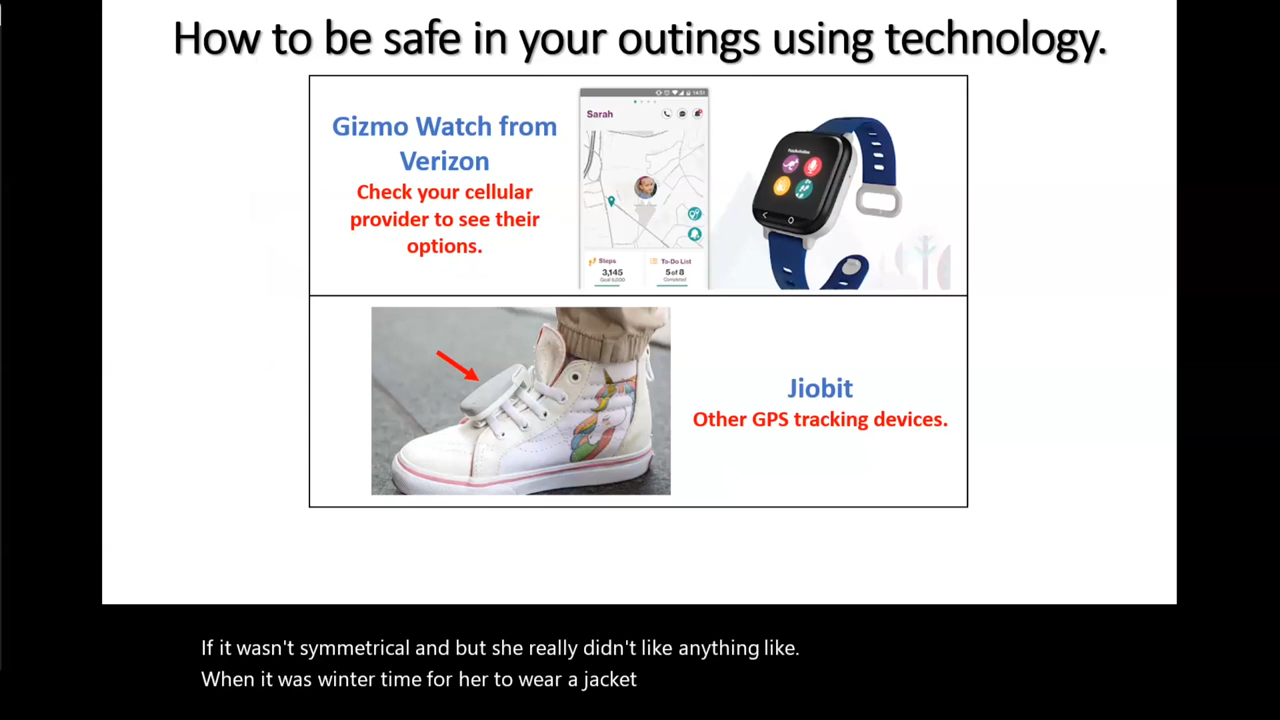 How to be safe in your outings using technology.
Gizmo Watch from
Verizon
Check your cellular
provider to see their
options.
14:51
Sarah
Steps
3,145
To-Do List
5 of 8
Completed
Jiobit
Other GPS tracking devices.
If it wasn't symmetrical and but she really didn't like anything like.
When it was winter time for her to wear a jacket